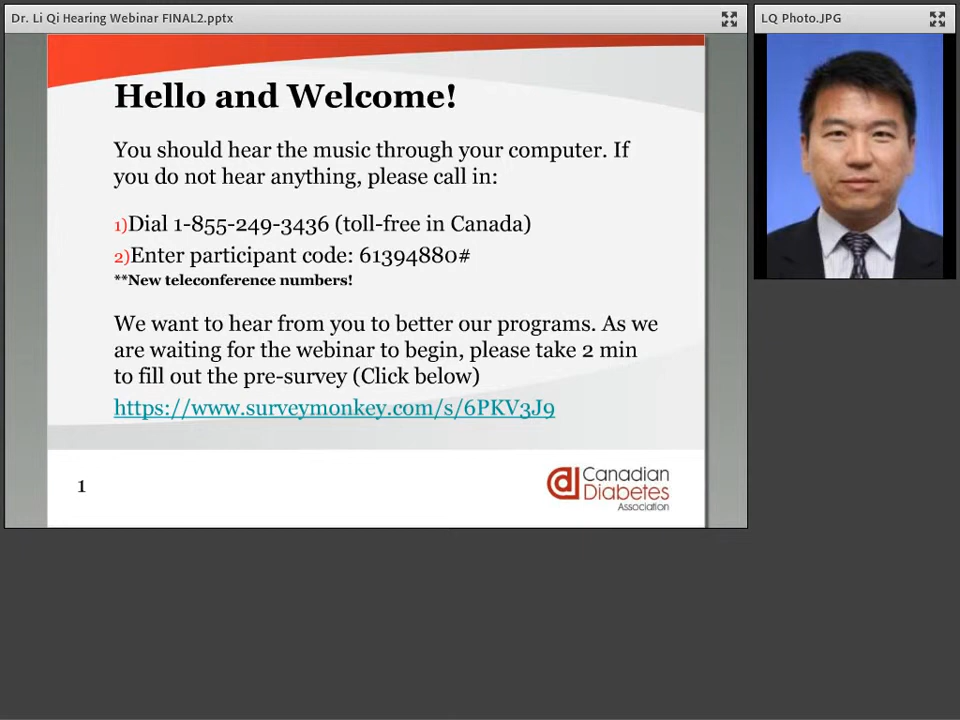 Dr. Li Qi Hearing Webinar FINAL2.pptx
LQ Photo.JPG
Hello and Welcome!
You should hear the music through your computer. If
you do not hear anything, please call in:
1)Dial 1-855-249-3436 (toll-free in Canada)
2)Enter participant code: 61394880#
**New teleconference numbers!
We want to hear from you to better our programs. As we
are waiting for the webinar to begin, please take 2 min
to fill out the pre-survey (Click below)
https://www.surveymonkey.com/s/6PKV3J9
1
Canadian
Diabetes
Association